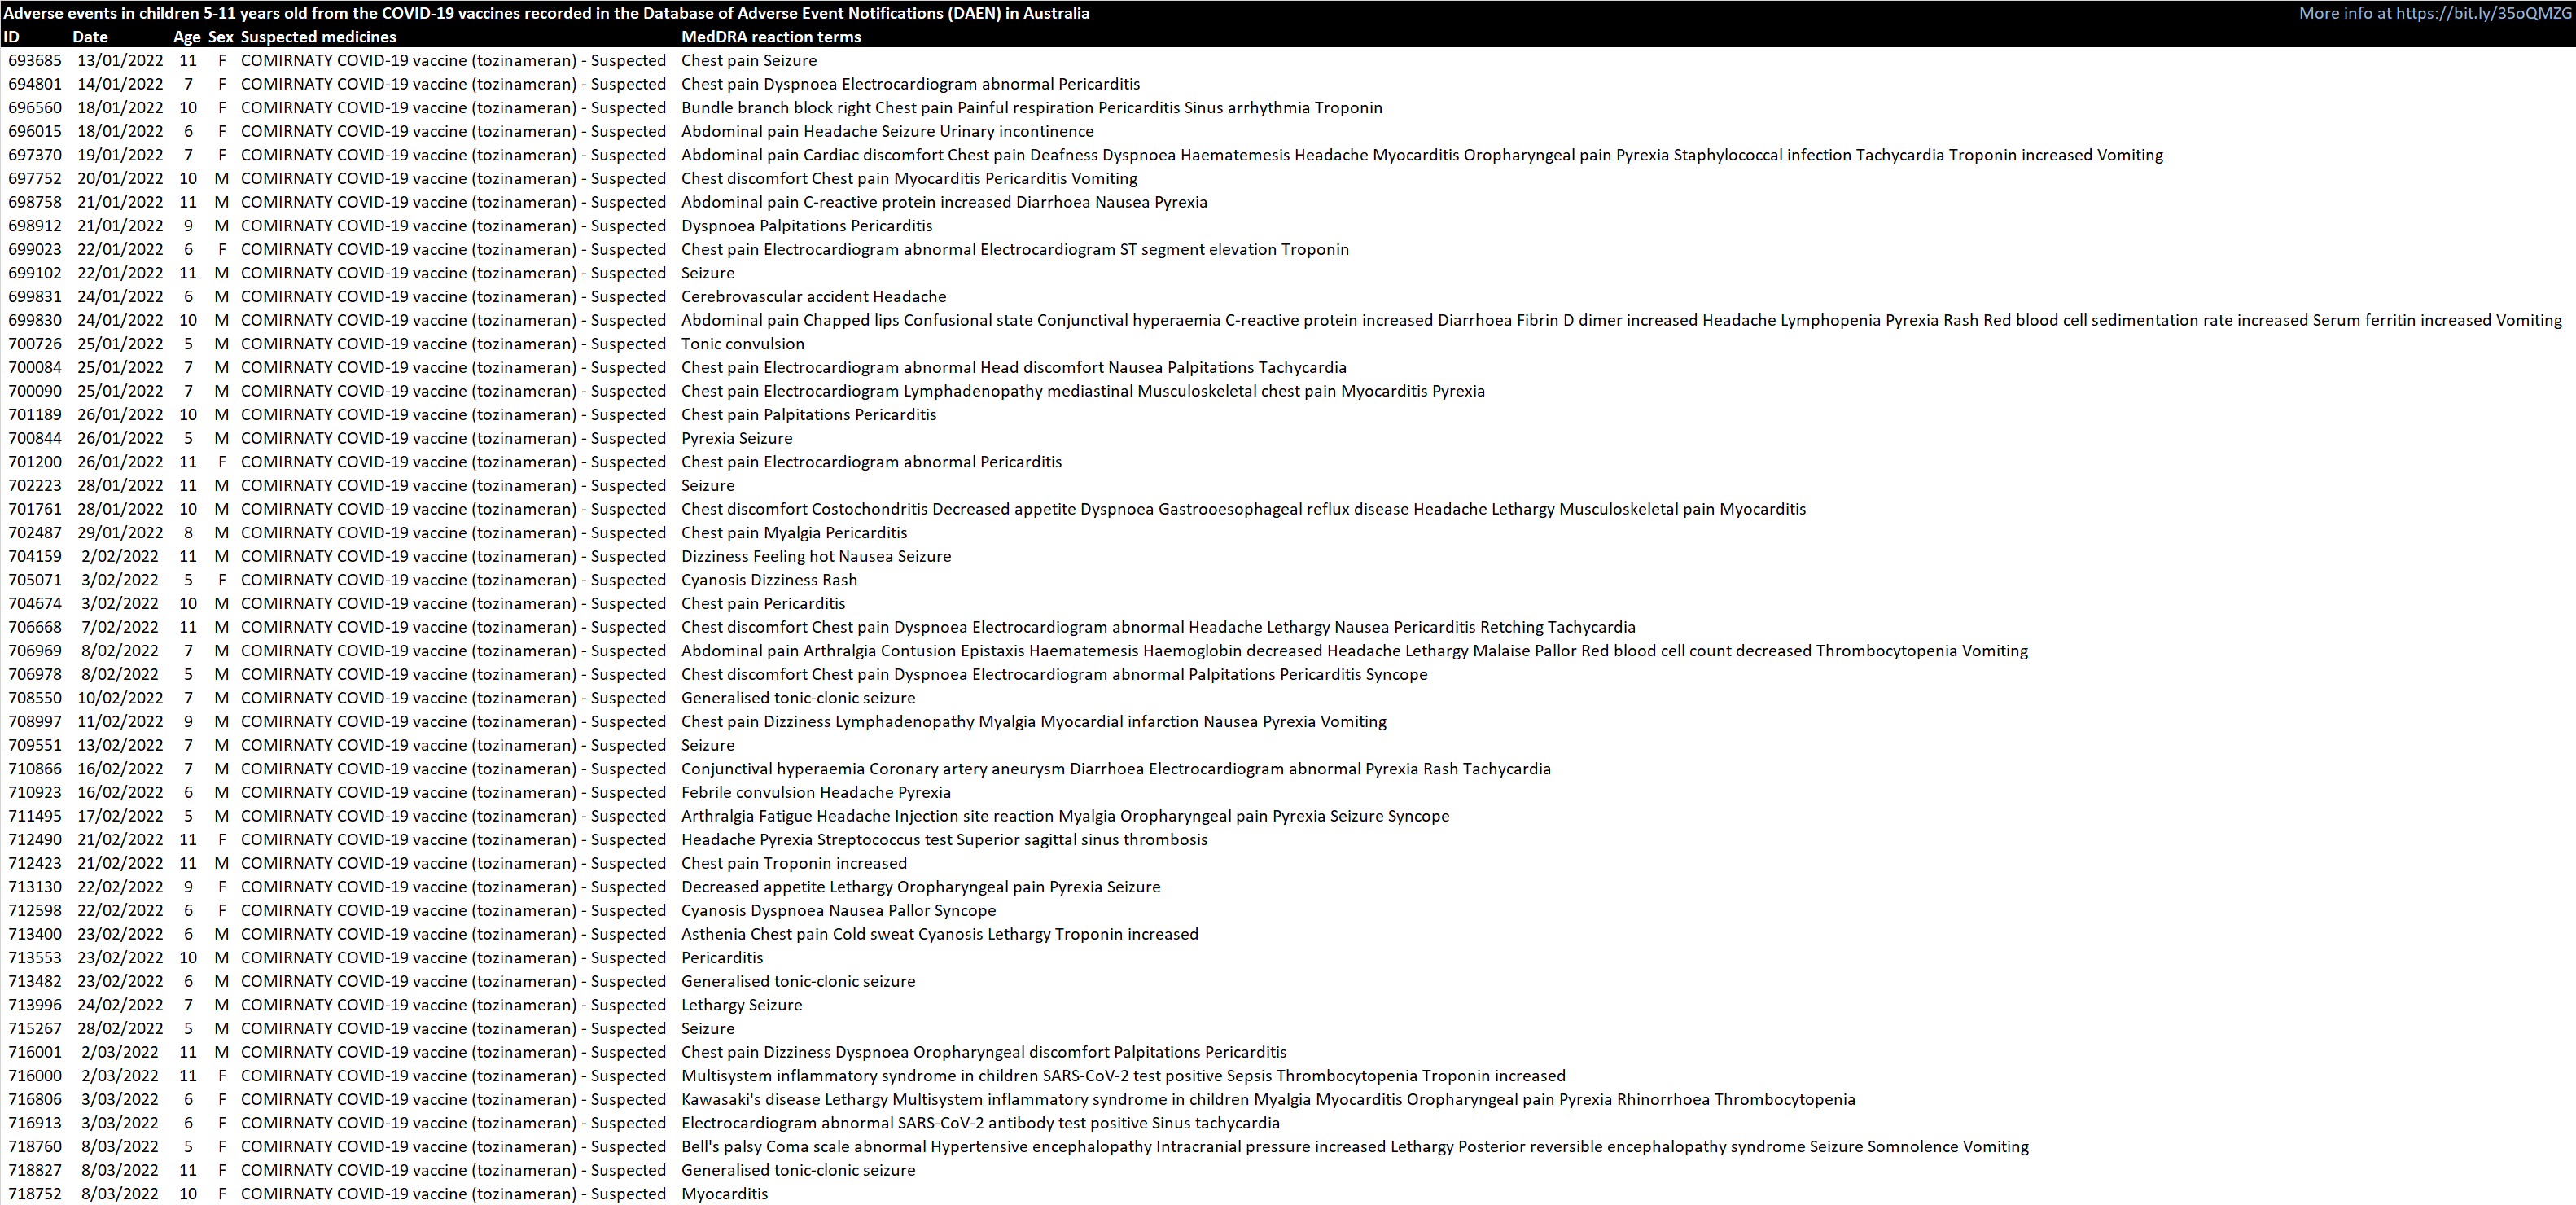 Adverse events in children 5-11 years old from the COVID-19 vaccines recorded in the Database of Adverse Event Notifications (DAEN) in Australia More info at https://bit.ly/35oQMZG
ID Date Age Sex Suspected medicines MedDRA reaction terms
693685 13/01/2022 11 F COMIRNATY COVID-19 vaccine (tozinameran) - Suspected Chest pain Seizure
694801 14/01/2022 7 F COMIRNATY COVID-19 vaccine (tozinameran) - Suspected Chest pain Dyspnoea Electrocardiogram abnormal Pericarditis
696560 18/01/2022 10 F COMIRNATY COVID-19 vaccine (tozinameran) - Suspected Bundle branch block right Chest pain Painful respiration Pericarditis Sinus arrhythmia Troponin
696015 18/01/2022 6 F COMIRNATY COVID-19 vaccine (tozinameran) - Suspected Abdominal pain Headache Seizure Urinary incontinence
697370 19/01/2022 7 F COMIRNATY COVID-19 vaccine (tozinameran) - Suspected Abdominal pain Cardiac discomfort Chest pain Deafness Dyspnoea Haematemesis Headache Myocarditis Oropharyngeal pain Pyrexia Staphylococcal infection Tachycardia Troponin increased Vomiting
697752 20/01/2022 10 M COMIRNATY COVID-19 vaccine (tozinameran) - Suspected Chest discomfort Chest pain Myocarditis Pericarditis Vomiting
698758 21/01/2022 11 M COMIRNATY COVID-19 vaccine (tozinameran) - Suspected Abdominal pain C-reactive protein increased Diarrhoea Nausea Pyrexia
698912 21/01/2022 9 M COMIRNATY COVID-19 vaccine (tozinameran) - Suspected Dyspnoea Palpitations Pericarditis
699023 22/01/2022 6 F COMIRNATY COVID-19 vaccine (tozinameran) - Suspected Chest pain Electrocardiogram abnormal Electrocardiogram ST segment elevation Troponin
699102 22/01/2022 11 M COMIRNATY COVID-19 vaccine (tozinameran) - Suspected Seizure
699831 24/01/2022 6 M COMIRNATY COVID-19 vaccine (tozinameran) - Suspected Cerebrovascular accident Headache
699830 24/01/2022 10 M COMIRNATY COVID-19 vaccine (tozinameran) - Suspected Abdominal pain Chapped lips Confusional state Conjunctival hyperaemia C-reactive protein increased Diarrhoea Fibrin D dimer increased Headache Lymphopenia Pyrexia Rash Red blood cell sedimentation rate increased Serum ferritin increased Vomiting
700726 25/01/2022 5 M COMIRNATY COVID-19 vaccine (tozinameran) - Suspected Tonic convulsion
700084 25/01/2022 7 M COMIRNATY COVID-19 vaccine (tozinameran) - Suspected Chest pain Electrocardiogram abnormal Head discomfort Nausea Palpitations Tachycardia
700090 25/01/2022 7 M COMIRNATY COVID-19 vaccine (tozinameran) - Suspected Chest pain Electrocardiogram Lymphadenopathy mediastinal Musculoskeletal chest pain Myocarditis Pyrexia
701189 26/01/2022 10 M COMIRNATY COVID-19 vaccine (tozinameran) - Suspected Chest pain Palpitations Pericarditis
700844 26/01/2022 5 M COMIRNATY COVID-19 vaccine (tozinameran) - Suspected Pyrexia Seizure
701200 26/01/2022 11 F COMIRNATY COVID-19 vaccine (tozinameran) - Suspected Chest pain Electrocardiogram abnormal Pericarditis
702223 28/01/2022 11 M COMIRNATY COVID-19 vaccine (tozinameran) - Suspected Seizure
701761 28/01/2022 10 M COMIRNATY COVID-19 vaccine (tozinameran) - Suspected Chest discomfort Costochondritis Decreased appetite Dyspnoea Gastrooesophageal reflux disease Headache Lethargy Musculoskeletal pain Myocarditis
702487 29/01/2022 8 M COMIRNATY COVID-19 vaccine (tozinameran) - Suspected Chest pain Myalgia Pericarditis
704159 2/02/2022 11 M COMIRNATY COVID-19 vaccine (tozinameran) - Suspected Dizziness Feeling hot Nausea Seizure
705071 3/02/2022 5 F COMIRNATY COVID-19 vaccine (tozinameran) - Suspected Cyanosis Dizziness Rash
704674 3/02/2022 10 M COMIRNATY COVID-19 vaccine (tozinameran) - Suspected Chest pain Pericarditis
706668 7/02/2022 11 M COMIRNATY COVID-19 vaccine (tozinameran) - Suspected Chest discomfort Chest pain Dyspnoea Electrocardiogram abnormal Headache Lethargy Nausea Pericarditis Retching Tachycardia
706969 8/02/2022 7 M COMIRNATY COVID-19 vaccine (tozinameran) - Suspected Abdominal pain Arthralgia Contusion Epistaxis Haematemesis Haemoglobin decreased Headache Lethargy Malaise Pallor Red blood cell count decreased Thrombocytopenia Vomiting
706978 8/02/2022 5 M COMIRNATY COVID-19 vaccine (tozinameran) - Suspected Chest discomfort Chest pain Dyspnoea Electrocardiogram abnormal Palpitations Pericarditis Syncope
708550 10/02/2022 7 M COMIRNATY COVID-19 vaccine (tozinameran) - Suspected Generalised tonic-clonic seizure
708997 11/02/2022 9 M COMIRNATY COVID-19 vaccine (tozinameran) - Suspected Chest pain Dizziness Lymphadenopathy Myalgia Myocardial infarction Nausea Pyrexia Vomiting
709551 13/02/2022 7 M COMIRNATY COVID-19 vaccine (tozinameran) - Suspected Seizure
710866 16/02/2022 7 M COMIRNATY COVID-19 vaccine (tozinameran) - Suspected Conjunctival hyperaemia Coronary artery aneurysm Diarrhoea Electrocardiogram abnormal Pyrexia Rash Tachycardia
710923 16/02/2022 6 M COMIRNATY COVID-19 vaccine (tozinameran) - Suspected Febrile convulsion Headache Pyrexia
711495 17/02/2022 5 M COMIRNATY COVID-19 vaccine (tozinameran) - Suspected Arthralgia Fatigue Headache Injection site reaction Myalgia Oropharyngeal pain Pyrexia Seizure Syncope
712490 21/02/2022 11 F COMIRNATY COVID-19 vaccine (tozinameran) - Suspected Headache Pyrexia Streptococcus test Superior sagittal sinus thrombosis
712423 21/02/2022 11 M COMIRNATY COVID-19 vaccine (tozinameran) - Suspected Chest pain Troponin increased
713130 22/02/2022 9 F COMIRNATY COVID-19 vaccine (tozinameran) - Suspected Decreased appetite Lethargy Oropharyngeal pain Pyrexia Seizure
712598 22/02/2022 6 F COMIRNATY COVID-19 vaccine (tozinameran) - Suspected Cyanosis Dyspnoea Nausea Pallor Syncope
713400 23/02/2022 6 M COMIRNATY COVID-19 vaccine (tozinameran) - Suspected Asthenia Chest pain Cold sweat Cyanosis Lethargy Troponin increased
713553 23/02/2022 10 M COMIRNATY COVID-19 vaccine (tozinameran) - Suspected Pericarditis
713482 23/02/2022 6 M COMIRNATY COVID-19 vaccine (tozinameran) - Suspected Generalised tonic-clonic seizure
713996 24/02/2022 7 M COMIRNATY COVID-19 vaccine (tozinameran) - Suspected Lethargy Seizure
715267 28/02/2022 5 M COMIRNATY COVID-19 vaccine (tozinameran) - Suspected Seizure
716001 2/03/2022 11 M COMIRNATY COVID-19 vaccine (tozinameran) - Suspected Chest pain Dizziness Dyspnoea Oropharyngeal discomfort Palpitations Pericarditis
716000 2/03/2022 11 F COMIRNATY COVID-19 vaccine (tozinameran) - Suspected Multisystem inflammatory syndrome in children SARS-CoV-2 test positive Sepsis Thrombocytopenia Troponin increased
716806 3/03/2022 6 F COMIRNATY COVID-19 vaccine (tozinameran) - Suspected Kawasaki's disease Lethargy Multisystem inflammatory syndrome in children Myalgia Myocarditis Oropharyngeal pain Pyrexia Rhinorrhoea Thrombocytopenia
716913 3/03/2022 6 F COMIRNATY COVID-19 vaccine (tozinameran) - Suspected Electrocardiogram abnormal SARS-CoV-2 antibody test positive Sinus tachycardia
718760 8/03/2022 5 F COMIRNATY COVID-19 vaccine (tozinameran) - Suspected Bell's palsy Coma scale abnormal Hypertensive encephalopathy Intracranial pressure increased Lethargy Posterior reversible encephalopathy syndrome Seizure Somnolence Vomiting
718827 8/03/2022 11 F COMIRNATY COVID-19 vaccine (tozinameran) - Suspected Generalised tonic-clonic seizure
718752 8/03/2022 10 F COMIRNATY COVID-19 vaccine (tozinameran) - Suspected Myocarditis